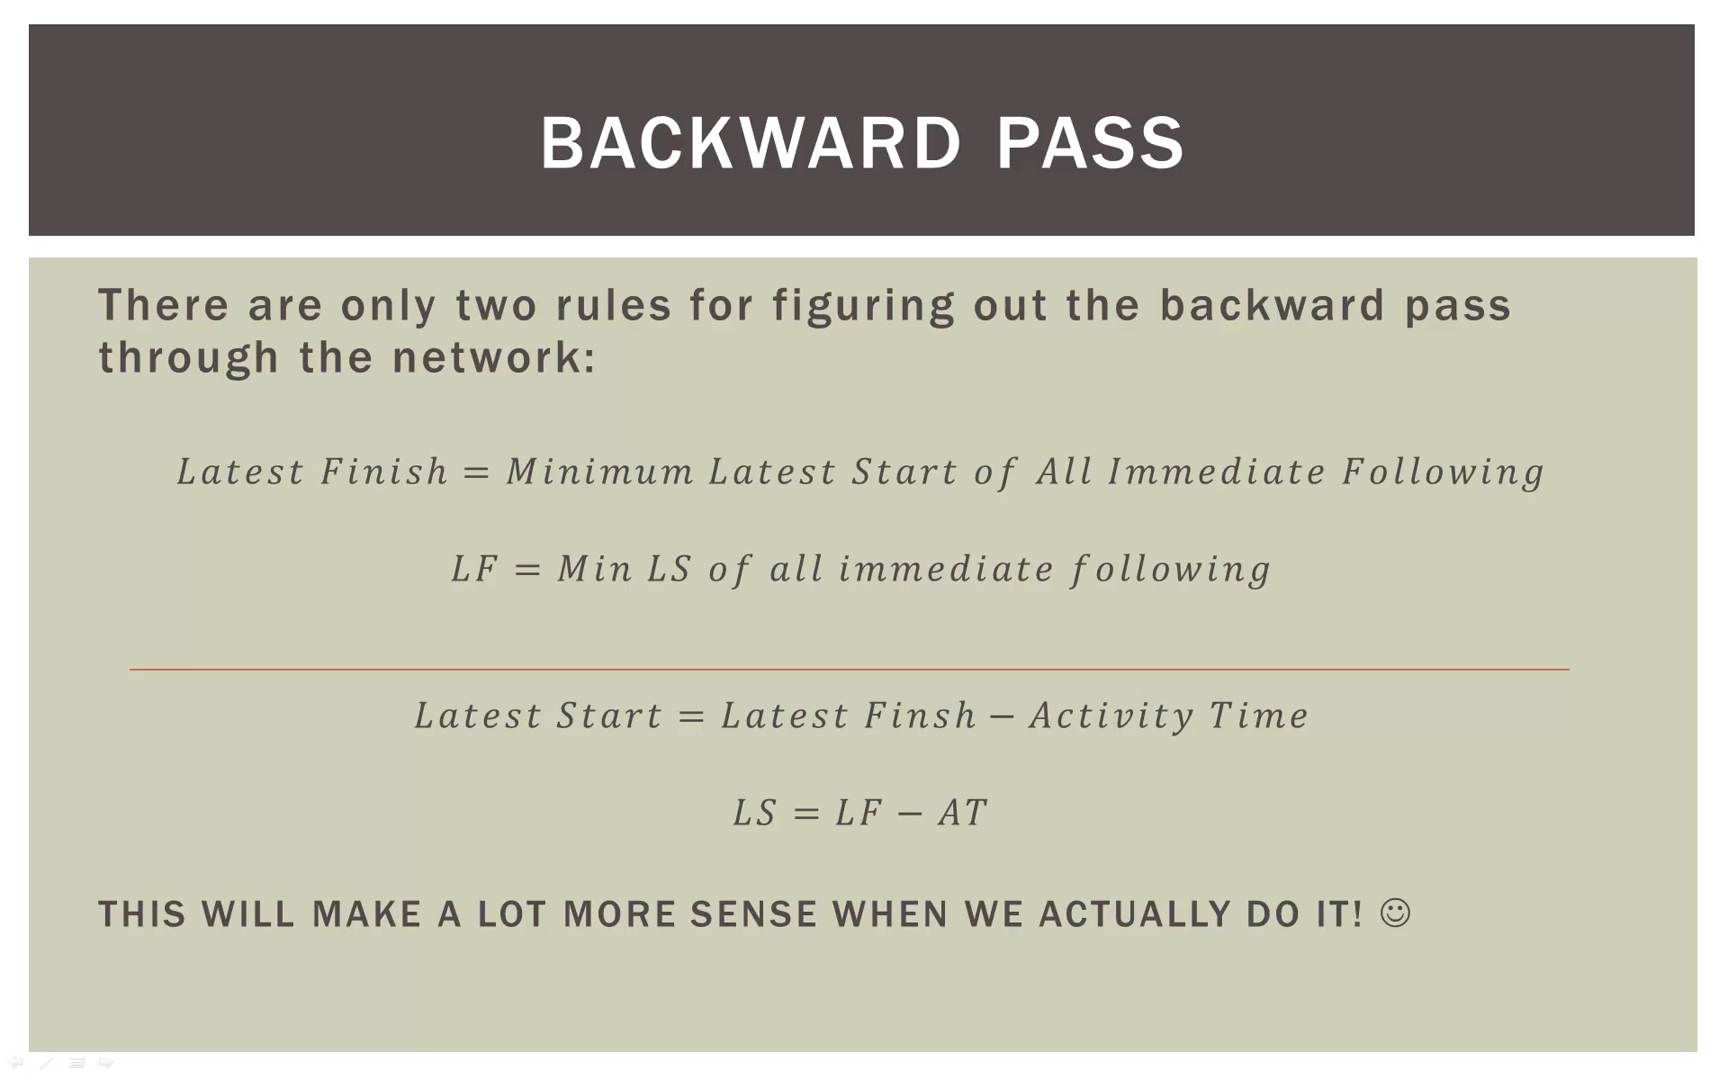 BACKWARD PASS
There are only two rules for figuring out the backward pass
through the network:
Latest Finish = Minimum Latest Start of All Immediate Following
LF = Min LS of all immediate following
Latest Start = Latest Finsh − Activity Time
LS = LF − AT
THIS WILL MAKE A LOT MORE SENSE WHEN WE ACTUALLY DO IT! ☺